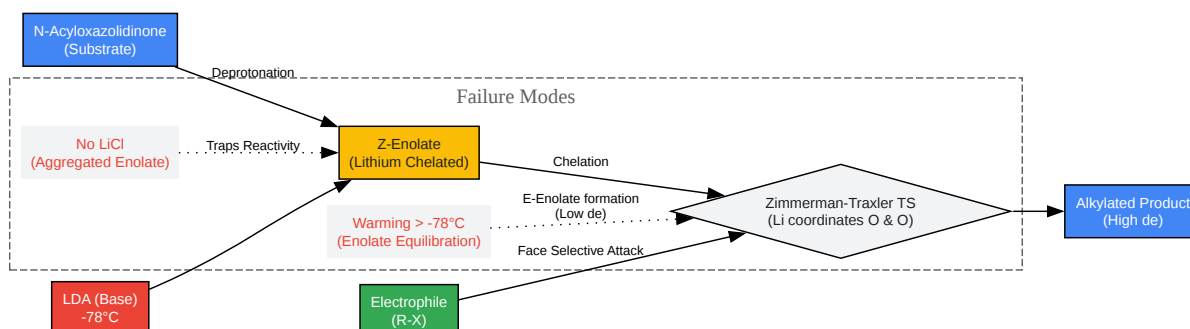 N-Acyloxazolidinone
(Substrate)
Deprotonation
Failure Modes
No LiCl
(Aggregated Enolate)
Traps Reactivity
Z-Enolate
(Lithium Chelated)
Chelation
E-Enolate formation
(Low de)
Warming > -78°C
(Enolate Equilibration)
Zimmerman-Traxler TS
(Li coordinates O & O)
Alkylated Product
(High de)
Face Selective Attack
LDA (Base)
-78°C
Electrophile
(R-X)